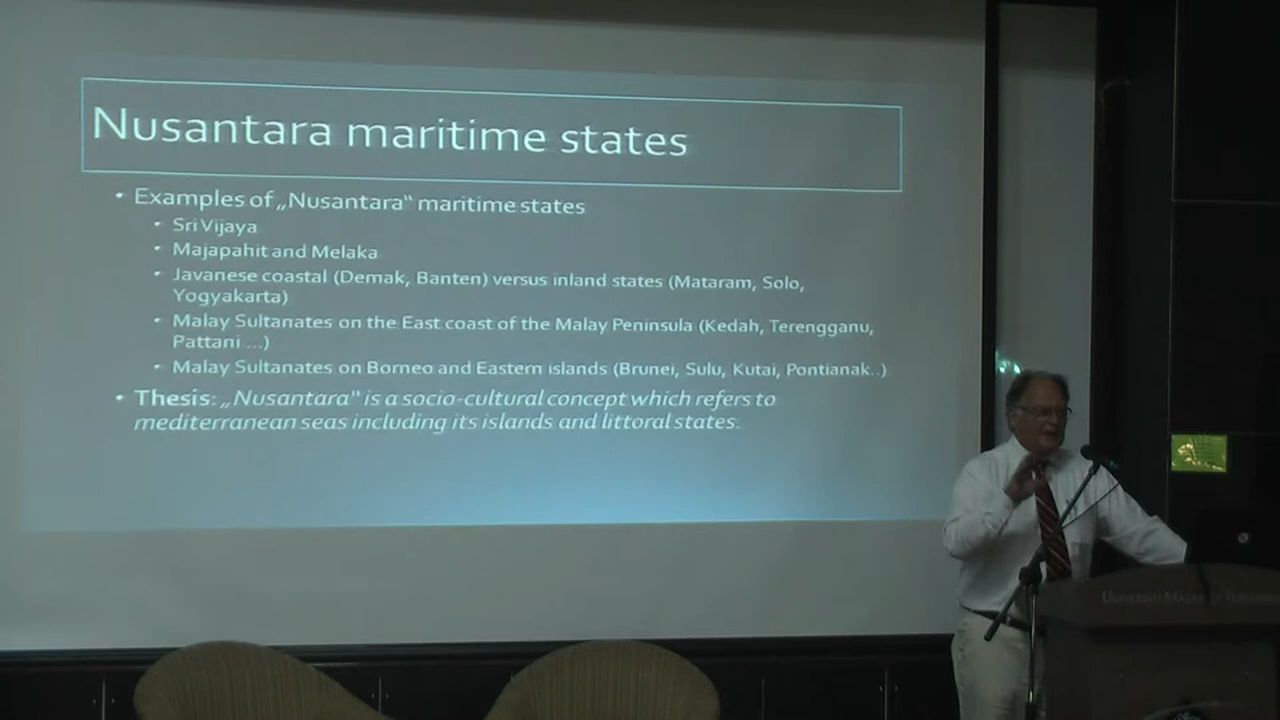 Nusantara maritime states
• Examples of „Nusantara“ maritime states
• Sri Vijaya
• Majapahit and Melaka
• Javanese coastal (Demak, Banten) versus inland states (Mataram, Solo,
Yogyakarta)
• Malay Sultanates on the East coast of the Malay Peninsula (Kedah, Terengganu,
Pattani ...)
• Malay Sultanates on Borneo and Eastern islands (Brunei, Sulu, Kutai, Pontianak..)
• Thesis: „Nusantara“ is a socio-cultural concept which refers to
mediterranean seas including its islands and littoral states.